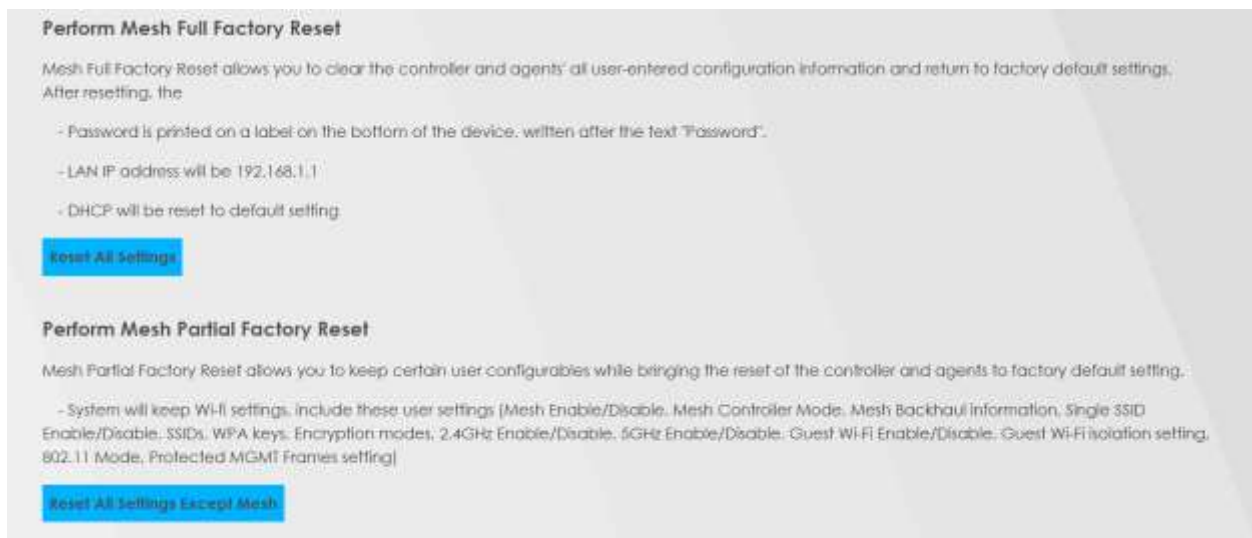 Perform Mesh Full Factory Reset
Mesh Full Factory Reset allows you to clear the controller and agents' all user-entered configuration information and return to factory default settings.
After resetting, the
- Password is printed on a label on the bottom of the device, written after the text "Password".
- LAN IP address will be 192.168.1.1
- DHCP will be reset to default setting
Reset All Settings
Perform Mesh Partial Factory Reset
Mesh Partial Factory Reset allows you to keep certain user configurables while bringing the reset of the controller and agents to factory default setting.
- System will keep Wi-fi settings, include these user settings (Mesh Enable/Disable, Mesh Controller Mode, Mesh Backhaul Information, Single SSID
Enable/Disable, SSIDs, WPA keys, Encryption modes, 2.4GHz Enable/Disable, 5GHz Enable/Disable, Guest Wi-Fi Enable/Disable, Guest Wi-Fi isolation setting,
802.11 Mode, Protected MGMT Frames setting)
Reset All Settings Except Mesh